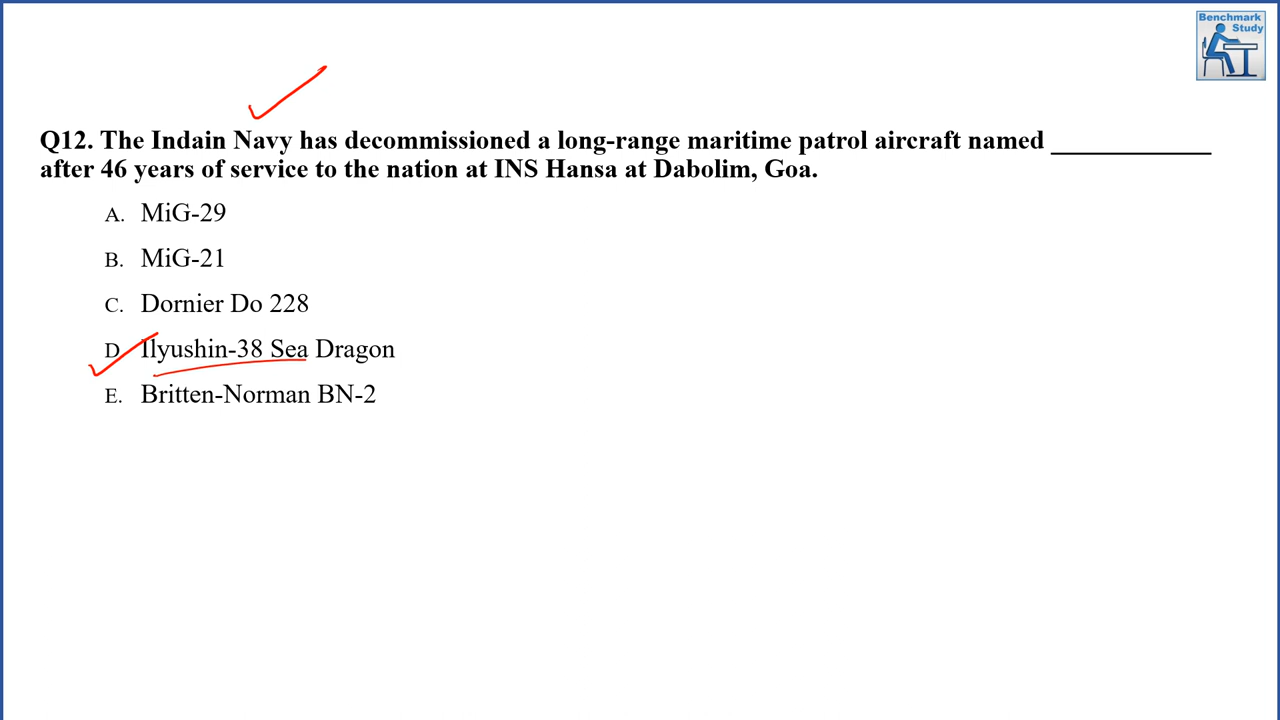 Benchmark
Study
Q12. The Indain Navy has decommissioned a long-range maritime patrol aircraft named ____________
after 46 years of service to the nation at INS Hansa at Dabolim, Goa.
A. MiG-29
B. MiG-21
C. Dornier Do 228
D. Ilyushin-38 Sea Dragon
E. Britten-Norman BN-2